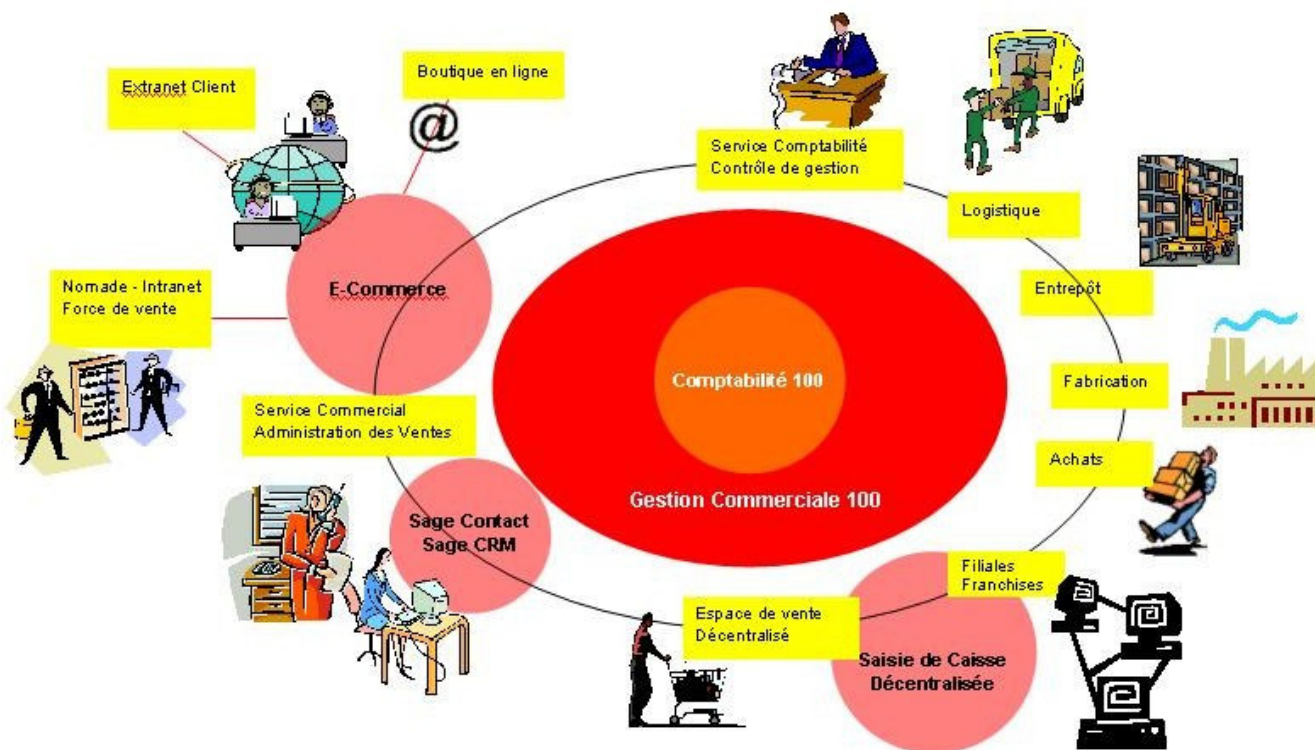 Extranet Client
Boutique en ligne
@
Service Comptabilité
Contrôle de gestion
Logistique
Entrepôt
Fabrication
Achats
Filiales
Franchises
Saisie de Caisse
Décentralisée
Espace de vente
Décentralisé
Sage Contact
Sage CRM
Service Commercial
Administration des Ventes
Nomade - Intranet
Force de vente
E-Commerce
Comptabilité 100
Gestion Commerciale 100